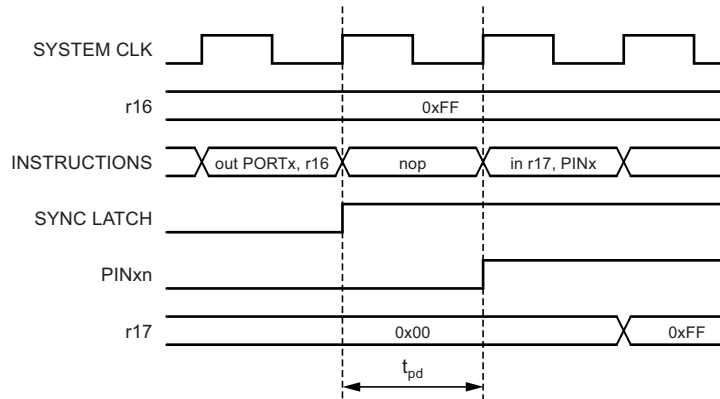 SYSTEM CLK
r16
0xFF
INSTRUCTIONS
out PORTx, r16
nop
in r17, PINx
SYNC LATCH
PINxn
r17
0x00
0xFF
tpd